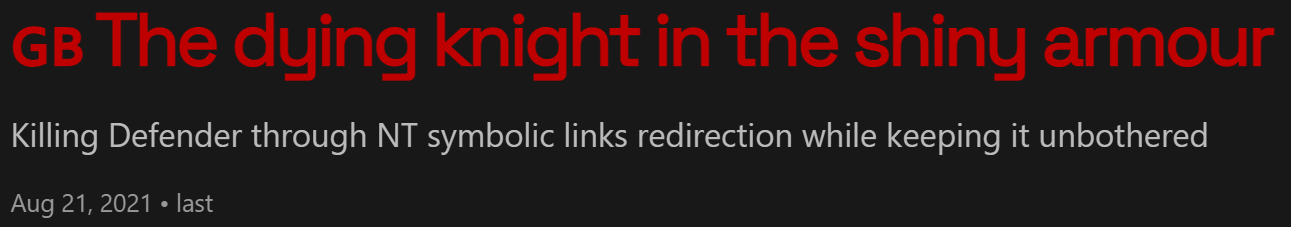 GB The dying knight in the shiny armour
Killing Defender through NT symbolic links redirection while keeping it unbothered
Aug 21, 2021 • last